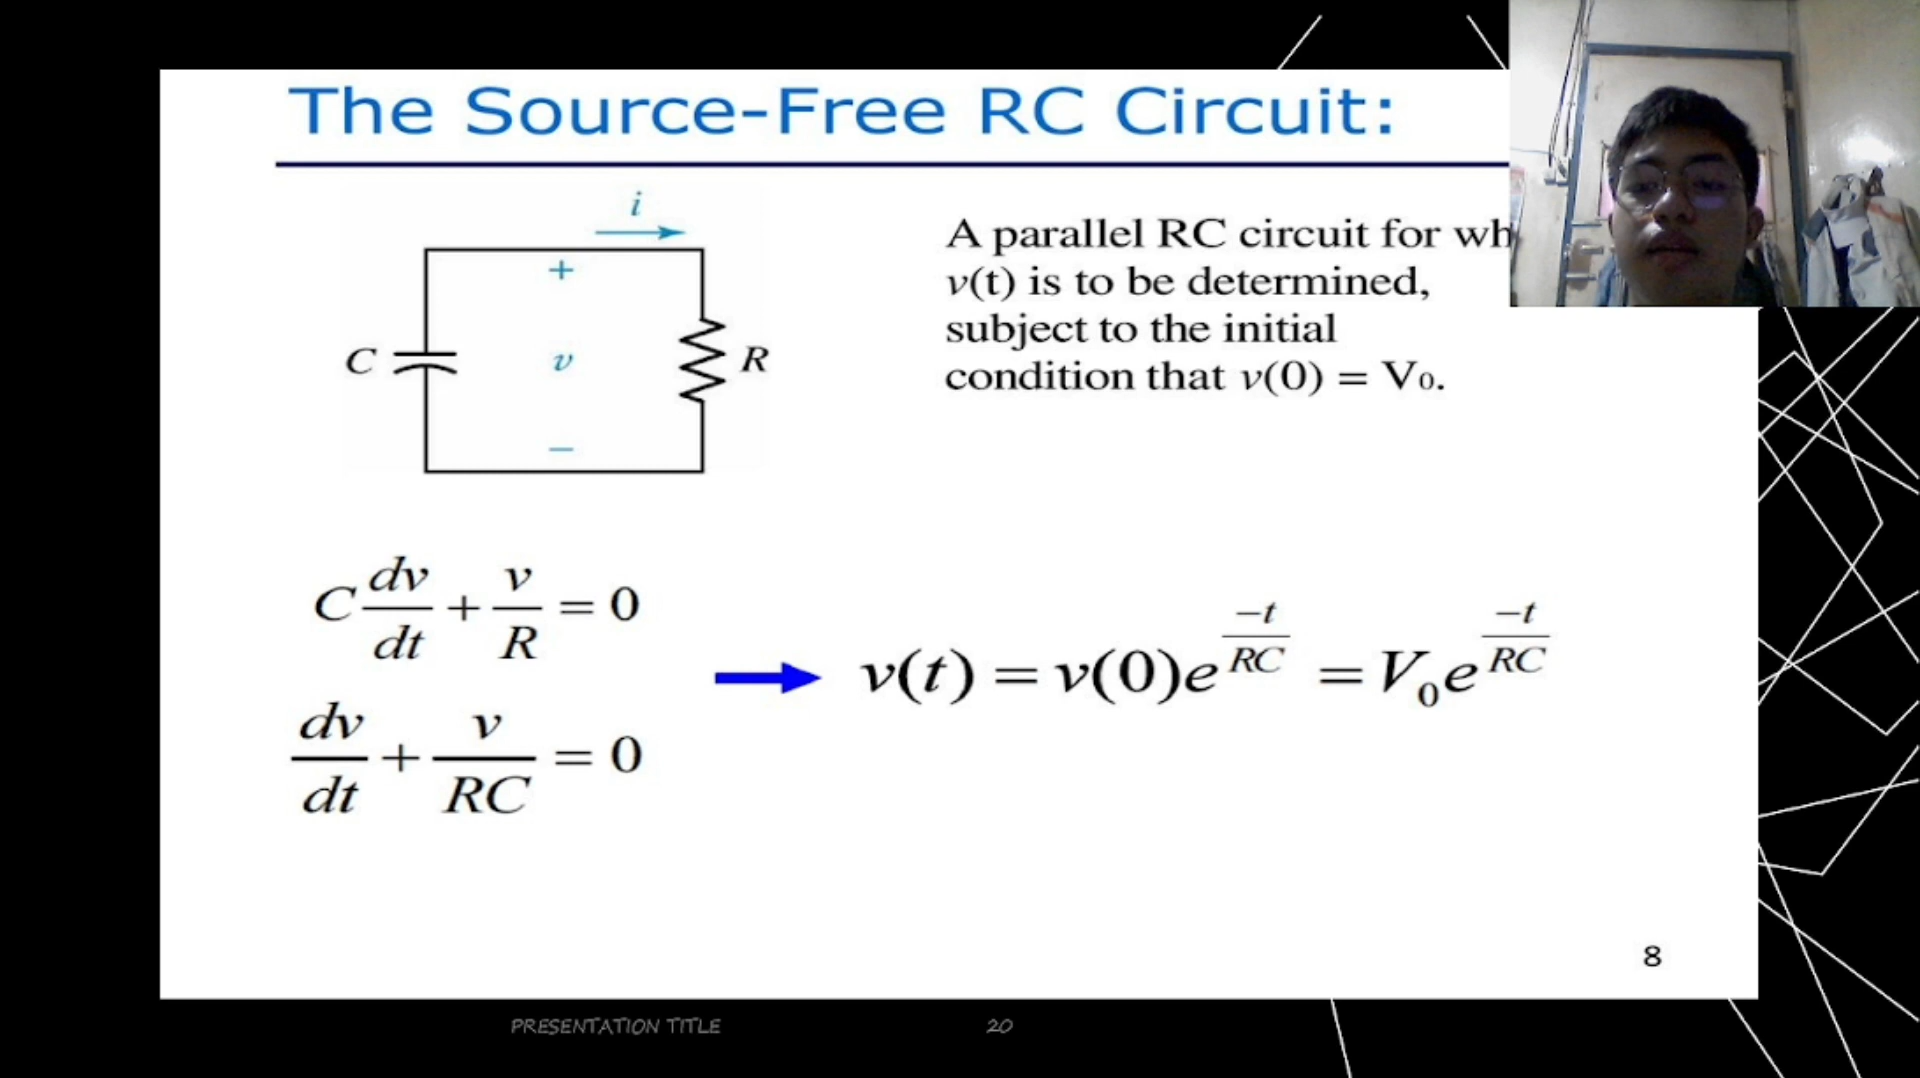 The Source-Free RC Circuit:
i
+
C
v
R
−
A parallel RC circuit for wh
v(t) is to be determined,
subject to the initial
condition that v(0) = V₀.
C dv/dt + v/R = 0
dv/dt + v/RC = 0
v(t) = v(0)e^(−t/RC) = V₀e^(−t/RC)
8
PRESENTATION TITLE
20